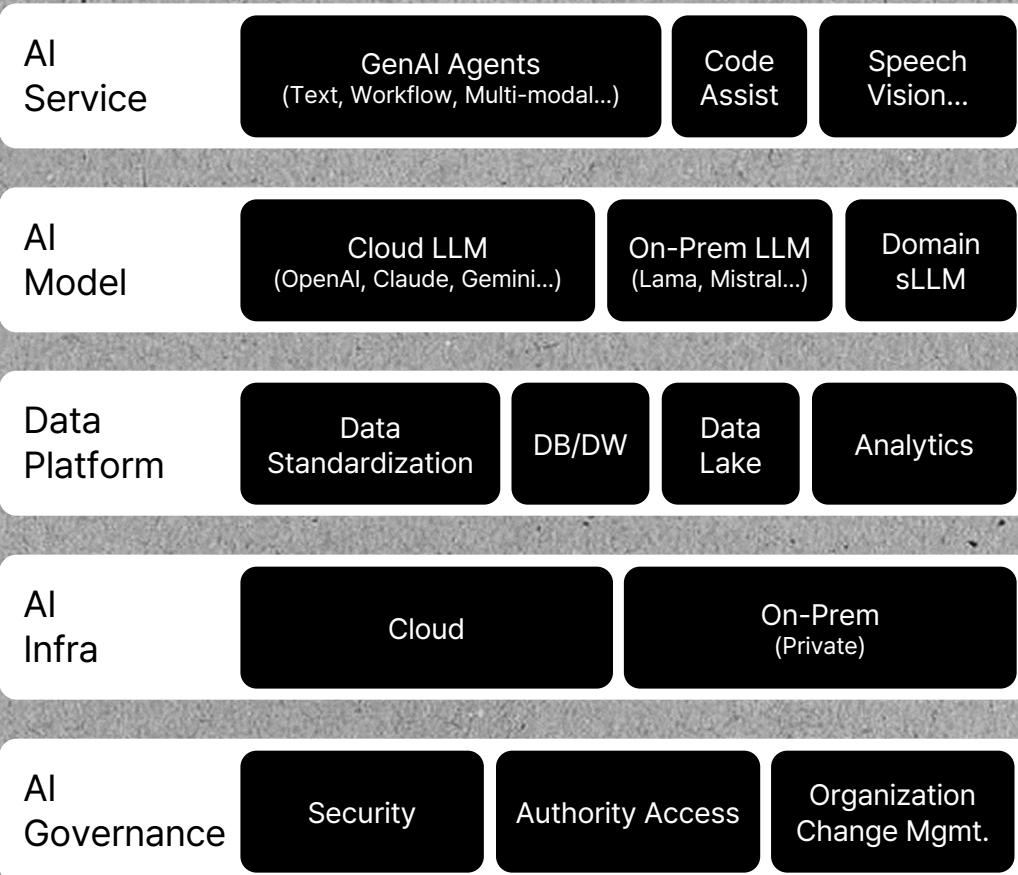 AI
Service
GenAI Agents
(Text, Workflow, Multi-modal...)
Code
Assist
Speech
Vision...
AI
Model
Cloud LLM
(OpenAI, Claude, Gemini...)
On-Prem LLM
(Lama, Mistral...)
Domain
sLLM
Data
Platform
Data
Standardization
DB/DW
Data
Lake
Analytics
AI
Infra
Cloud
On-Prem
(Private)
AI
Governance
Security
Authority Access
Organization
Change Mgmt.